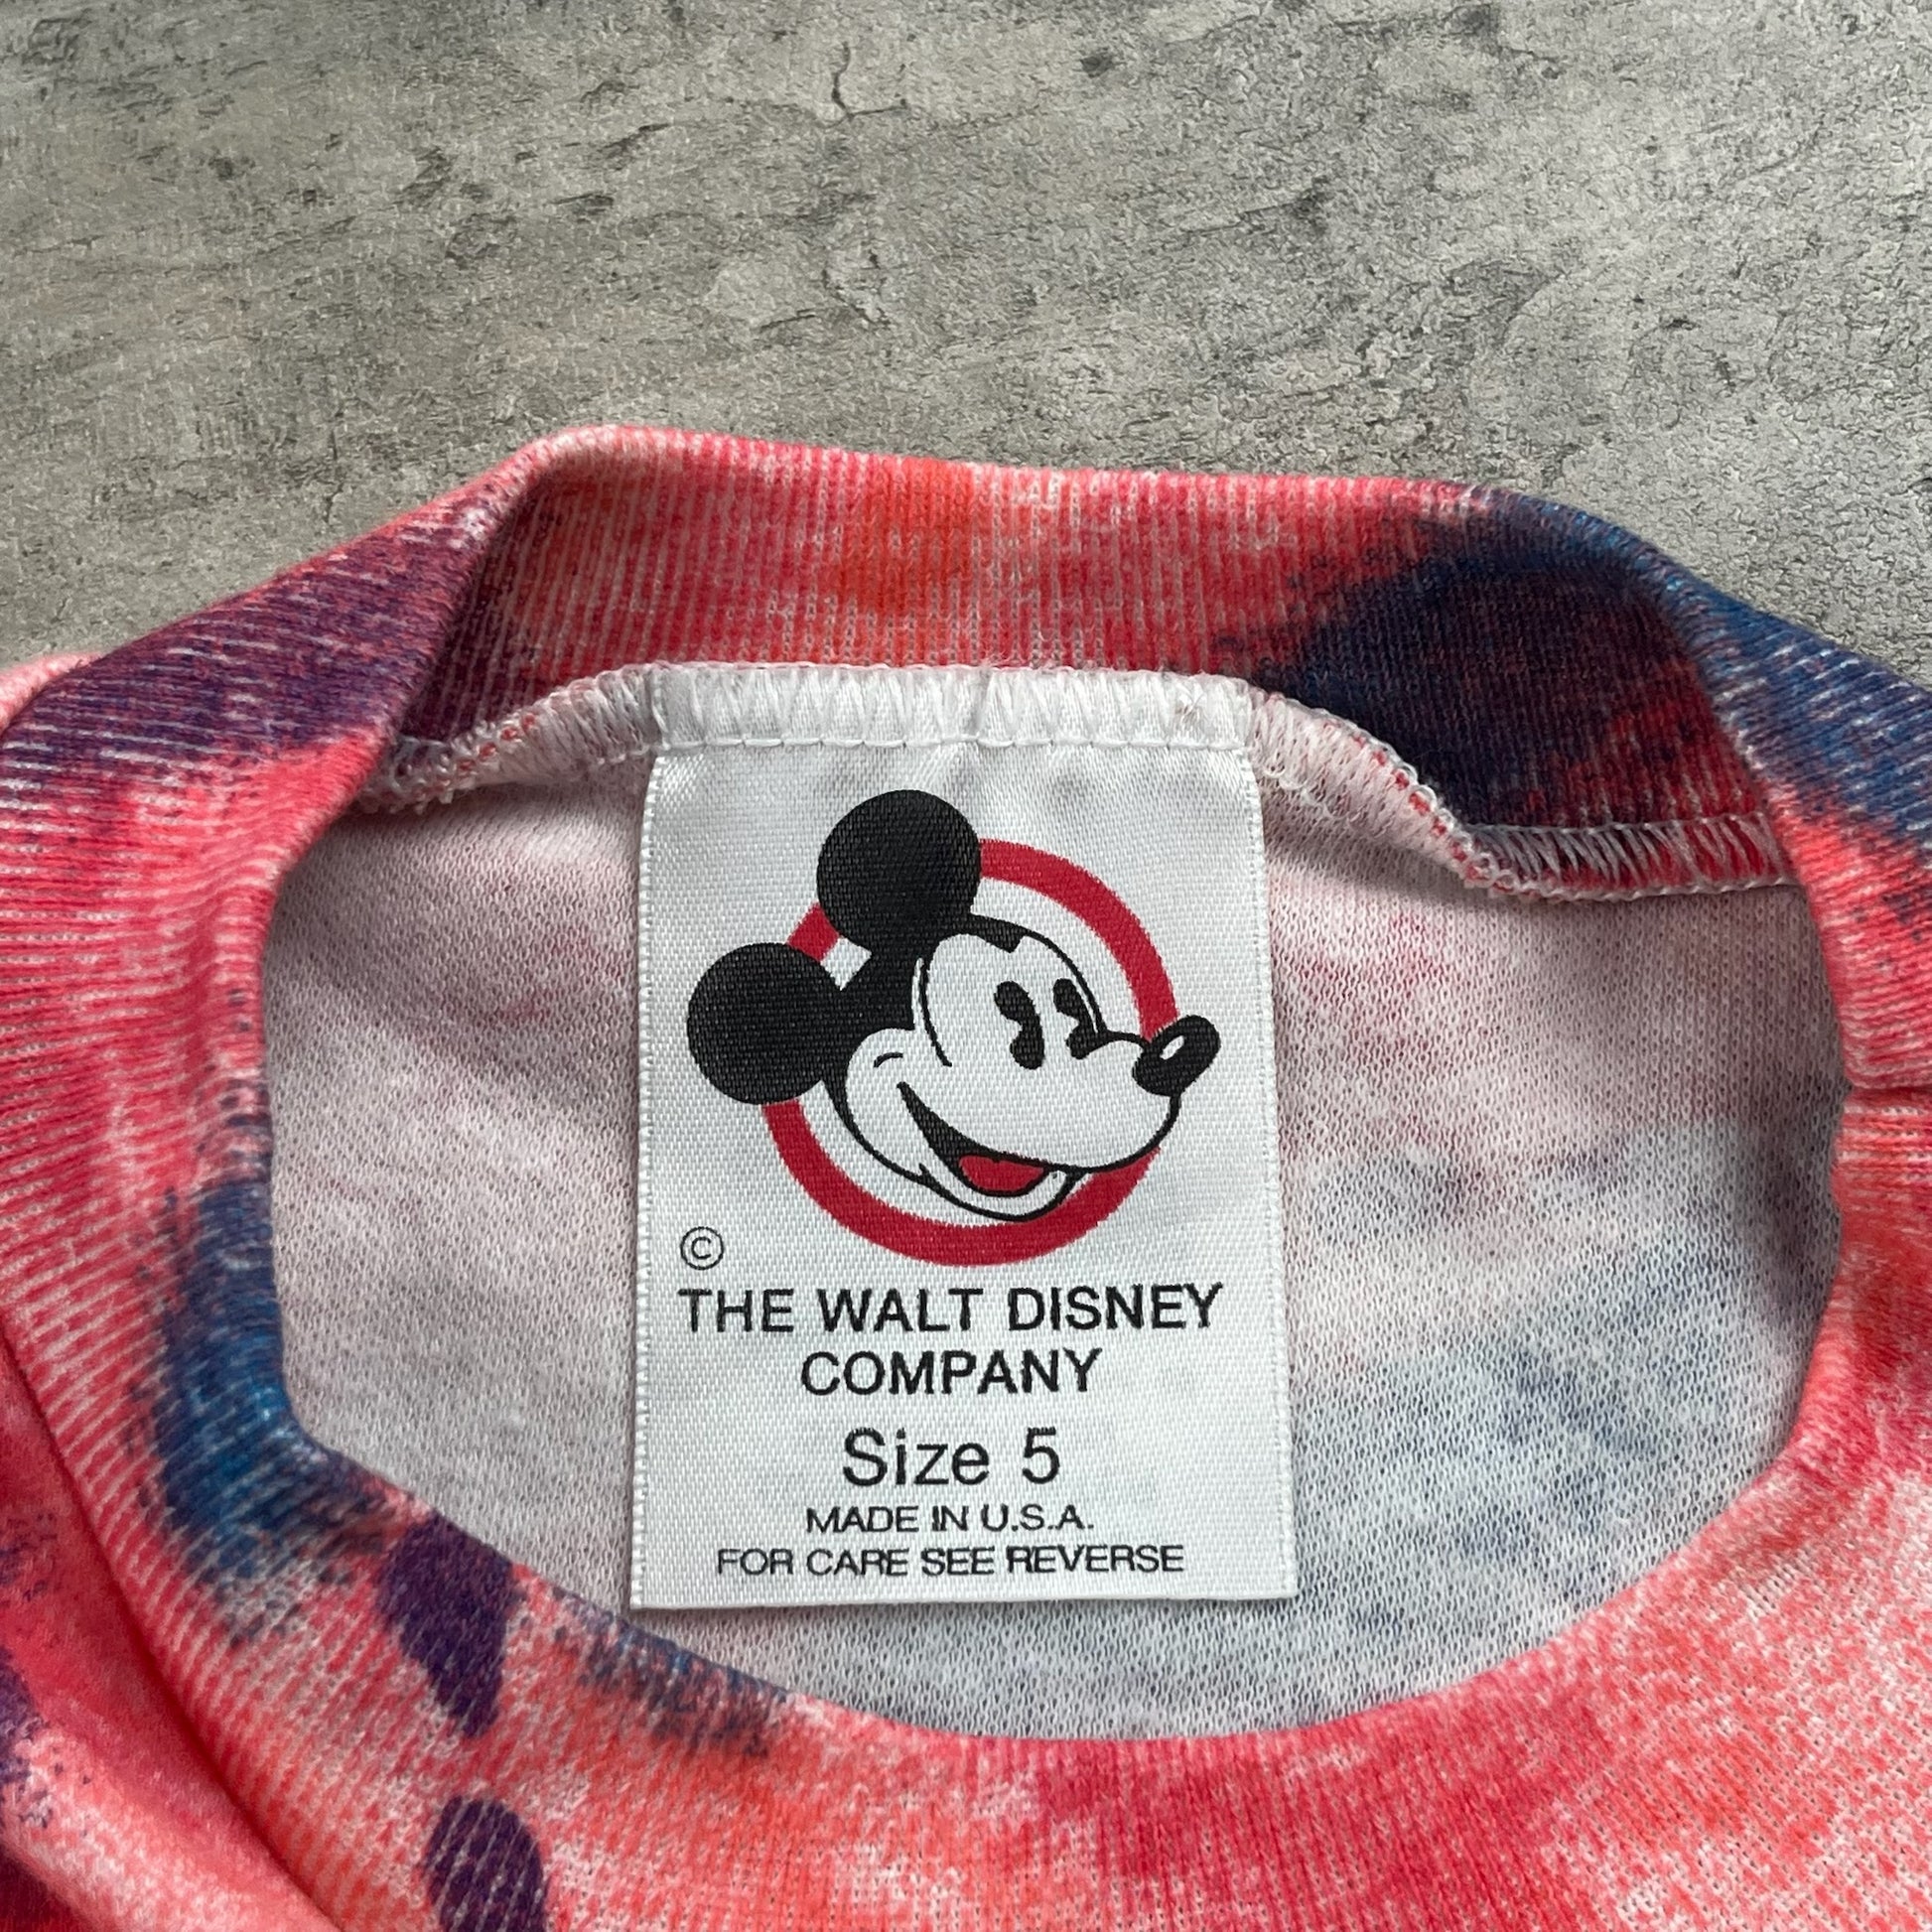 ©
THE WALT DISNEY
COMPANY
Size 5
MADE IN U.S.A.
FOR CARE SEE REVERSE